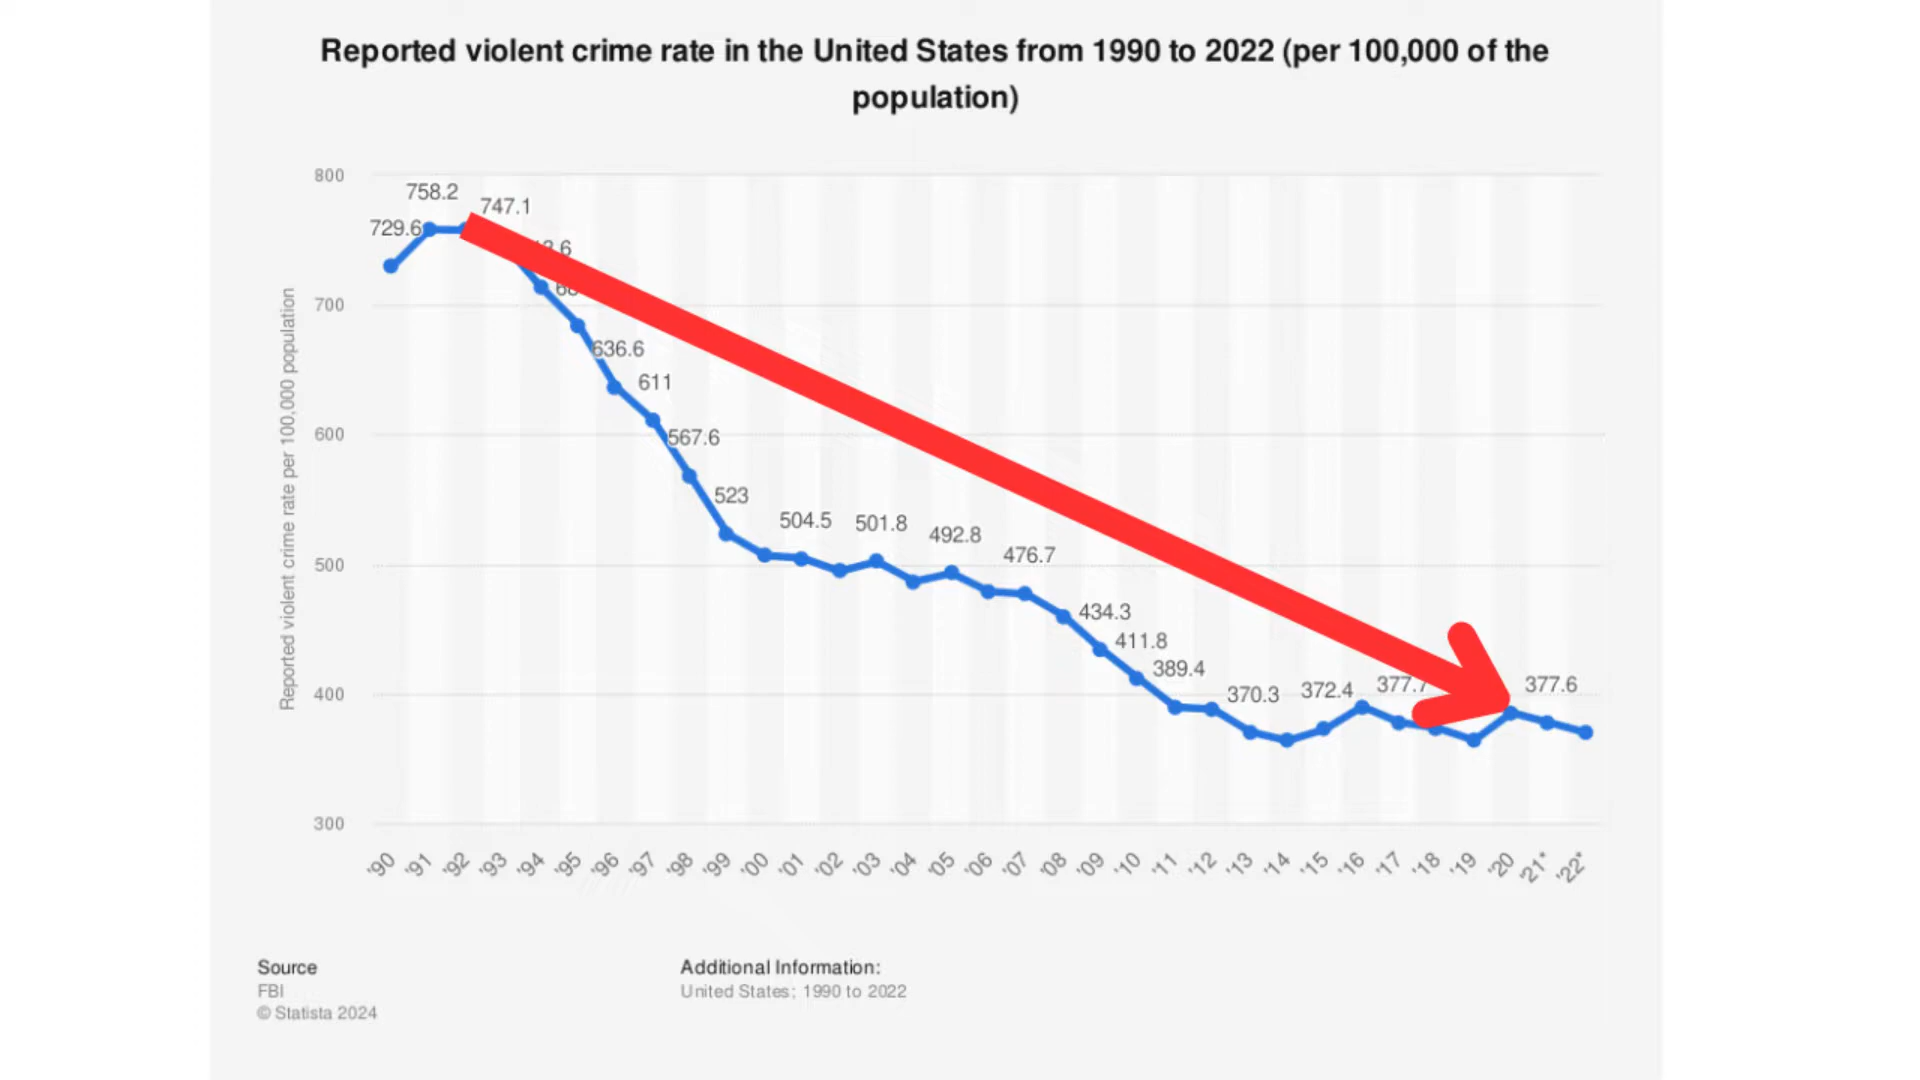 Reported violent crime rate in the United States from 1990 to 2022 (per 100,000 of the
population)
Reported violent crime rate per 100,000 population
800
700
600
500
400
300
729.6
758.2
747.1
636.6
611
567.6
523
504.5
501.8
492.8
476.7
434.3
411.8
389.4
370.3
372.4
377.7
377.6
'90 '91 '92 '93 '94 '95 '96 '97 '98 '99 '00 '01 '02 '03 '04 '05 '06 '07 '08 '09 '10 '11 '12 '13 '14 '15 '16 '17 '18 '19 '20 '21* '22*
Source
FBI
© Statista 2024
Additional Information:
United States; 1990 to 2022